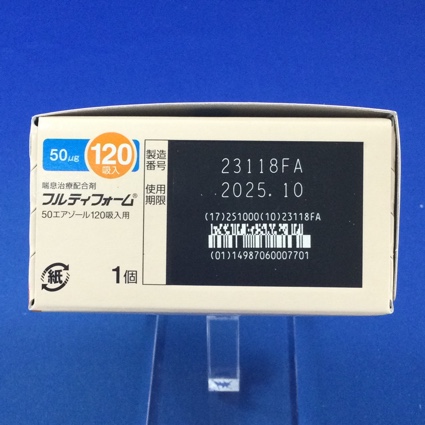 50μg
120
吸入
喘息治療配合剤
フルティフォーム®
50エアゾール120吸入用
1個
紙
製造
番号
23118FA
使用
期限
2025.10
(17)251000(10)23118FA
(01)14987060007701